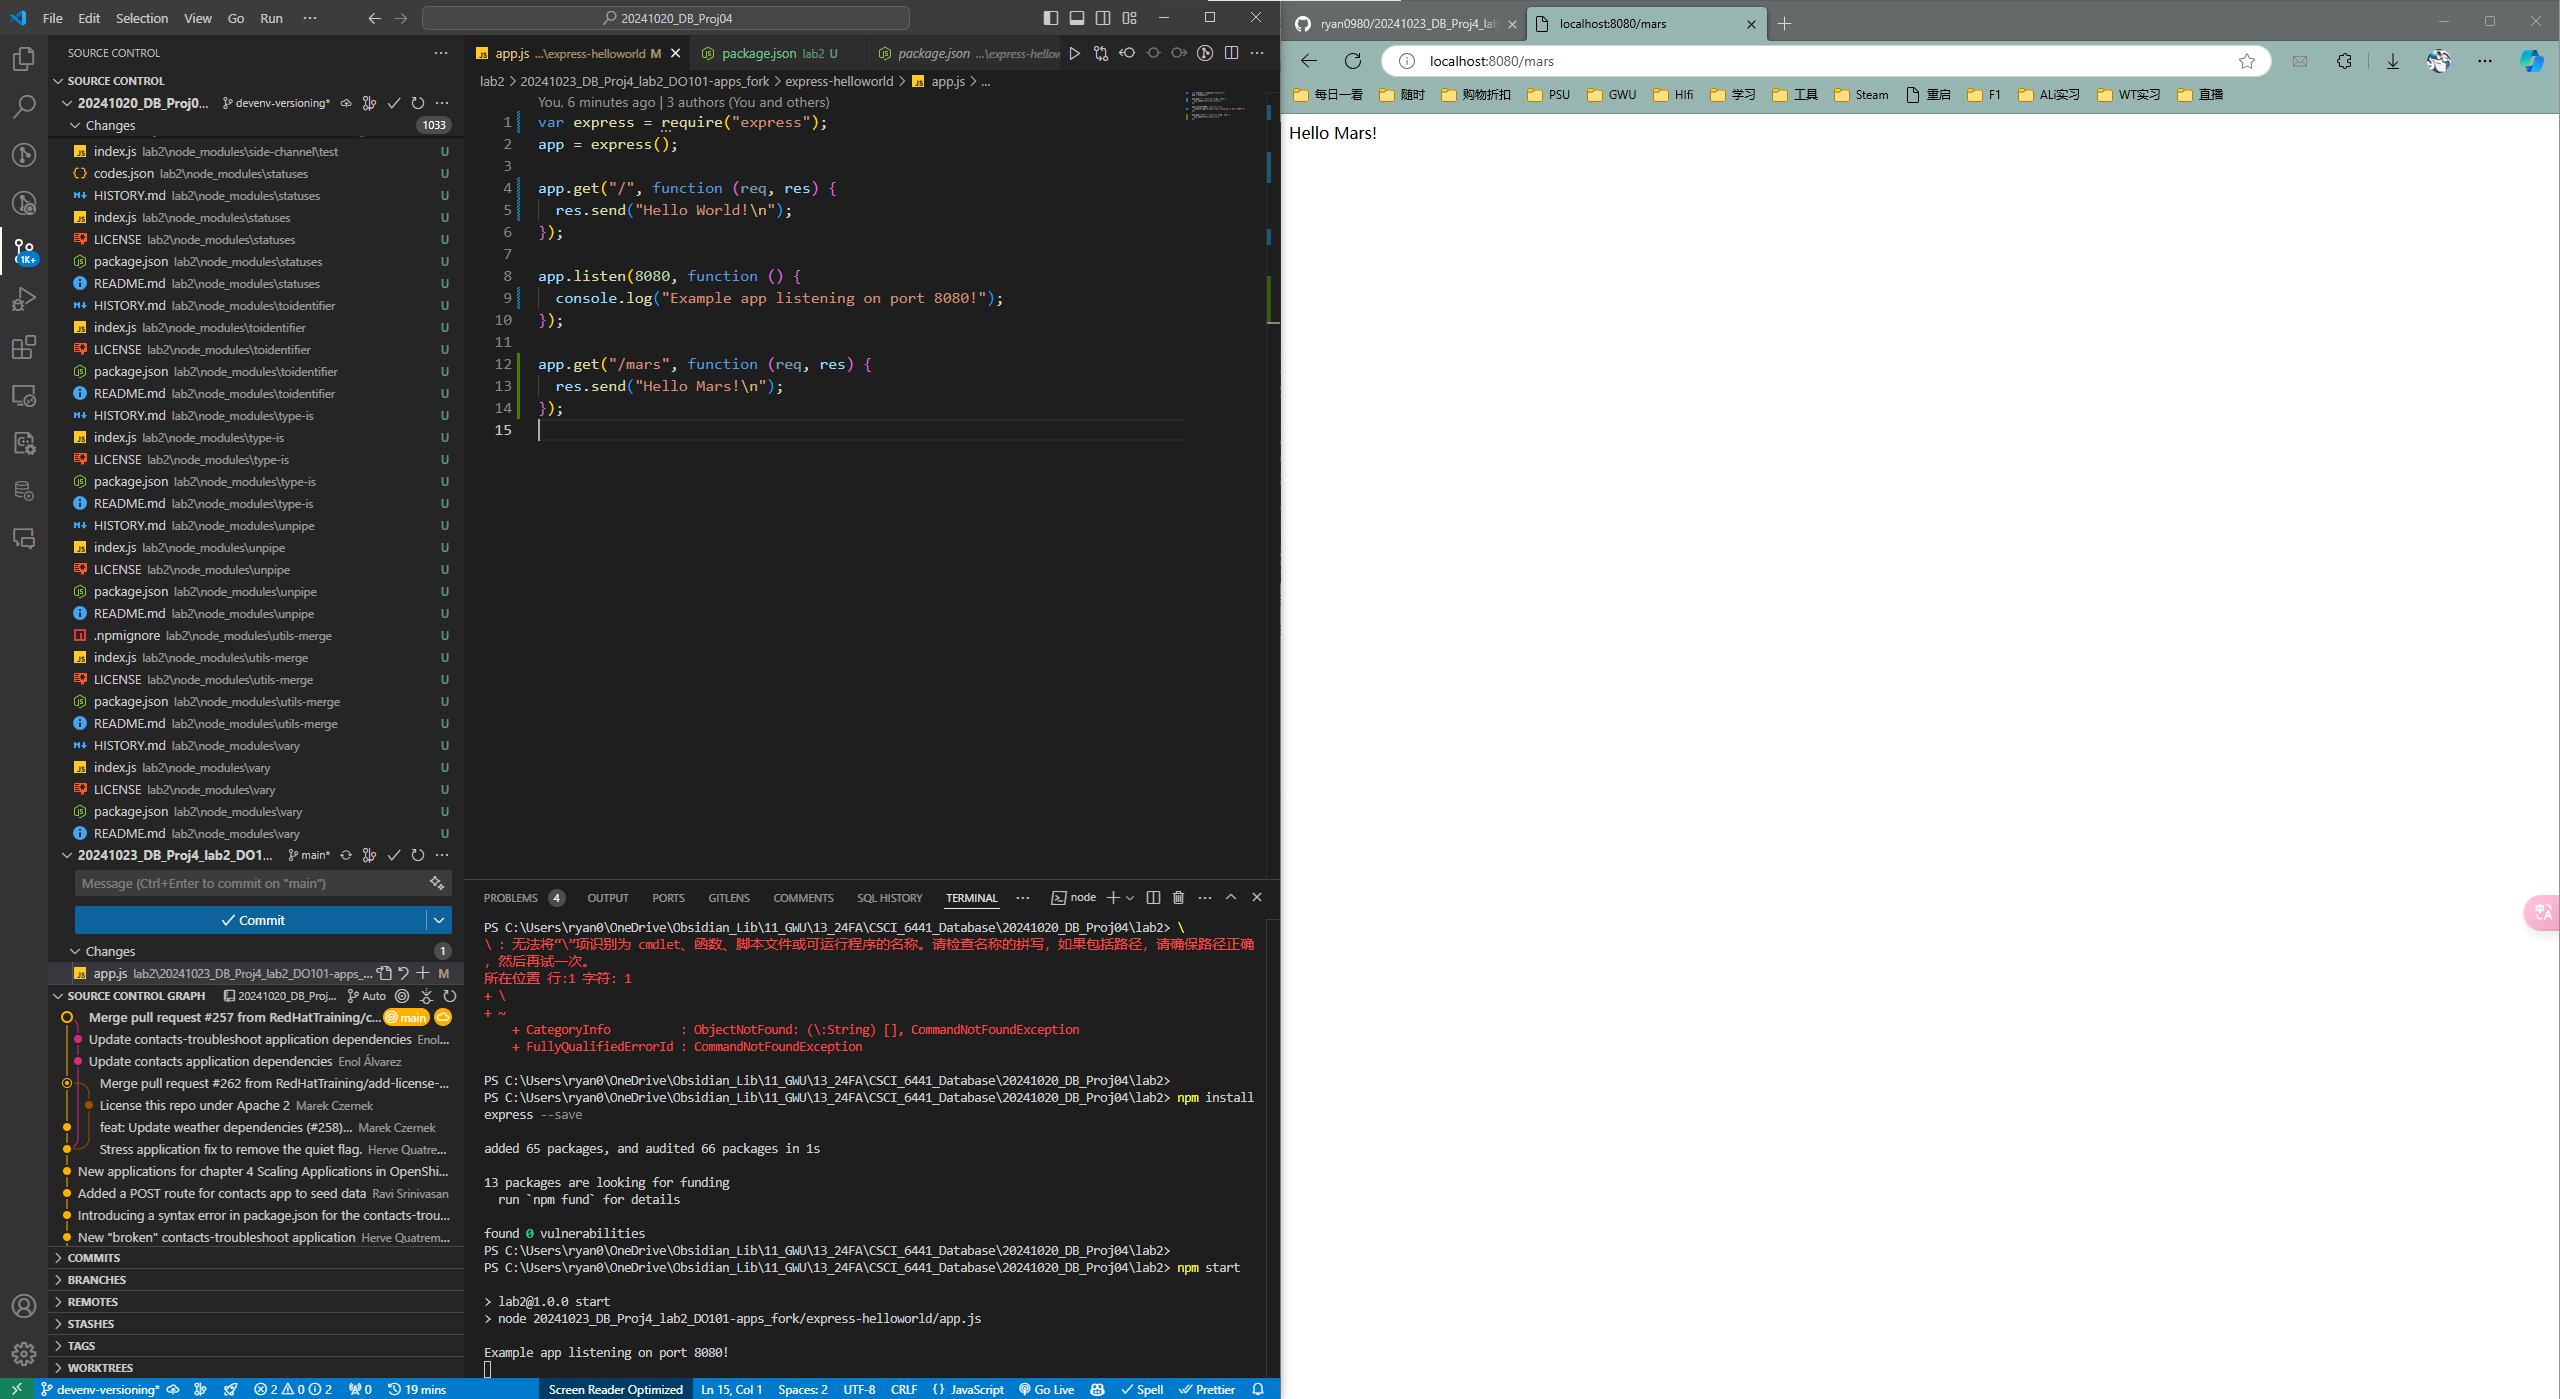 File Edit Selection View Go Run ··· 20241020_DB_Proj04
SOURCE CONTROL
SOURCE CONTROL
20241020_DB_Proj0... devenv-versioning*
Changes 1033
index.js lab2\node_modules\side-channel\test U
codes.json lab2\node_modules\statuses U
HISTORY.md lab2\node_modules\statuses U
index.js lab2\node_modules\statuses U
LICENSE lab2\node_modules\statuses U
package.json lab2\node_modules\statuses U
README.md lab2\node_modules\statuses U
HISTORY.md lab2\node_modules\toidentifier U
index.js lab2\node_modules\toidentifier U
LICENSE lab2\node_modules\toidentifier U
package.json lab2\node_modules\toidentifier U
README.md lab2\node_modules\toidentifier U
HISTORY.md lab2\node_modules\type-is U
index.js lab2\node_modules\type-is U
LICENSE lab2\node_modules\type-is U
package.json lab2\node_modules\type-is U
README.md lab2\node_modules\type-is U
HISTORY.md lab2\node_modules\unpipe U
index.js lab2\node_modules\unpipe U
LICENSE lab2\node_modules\unpipe U
package.json lab2\node_modules\unpipe U
README.md lab2\node_modules\unpipe U
.npmignore lab2\node_modules\utils-merge U
index.js lab2\node_modules\utils-merge U
LICENSE lab2\node_modules\utils-merge U
package.json lab2\node_modules\utils-merge U
README.md lab2\node_modules\utils-merge U
HISTORY.md lab2\node_modules\vary U
index.js lab2\node_modules\vary U
LICENSE lab2\node_modules\vary U
package.json lab2\node_modules\vary U
README.md lab2\node_modules\vary U
20241023_DB_Proj4_lab2_DO1... main*
Message (Ctrl+Enter to commit on "main")
Commit
Changes 1
app.js lab2\20241023_DB_Proj4_lab2_DO101-apps_... M
SOURCE CONTROL GRAPH 20241020_DB_Proj... Auto
Merge pull request #257 from RedHatTraining/c... main
Update contacts-troubleshoot application dependencies Enol...
Update contacts application dependencies Enol Álvarez
Merge pull request #262 from RedHatTraining/add-license-...
License this repo under Apache 2 Marek Czernek
feat: Update weather dependencies (#258)... Marek Czernek
Stress application fix to remove the quiet flag. Herve Quatre...
New applications for chapter 4 Scaling Applications in OpenShi...
Added a POST route for contacts app to seed data Ravi Srinivasan
Introducing a syntax error in package.json for the contacts-trou...
New "broken" contacts-troubleshoot application Herve Quatrem...
COMMITS
BRANCHES
REMOTES
STASHES
TAGS
WORKTREES
1K+
app.js ...\express-helloworld M package.json lab2 U package.json ...\express-hellow
lab2 > 20241023_DB_Proj4_lab2_DO101-apps_fork > express-helloworld > app.js > ...
You, 6 minutes ago | 3 authors (You and others)
1 var express = require("express");
2 app = express();
3
4 app.get("/", function (req, res) {
5 res.send("Hello World!\n");
6 });
7
8 app.listen(8080, function () {
9 console.log("Example app listening on port 8080!");
10 });
11
12 app.get("/mars", function (req, res) {
13 res.send("Hello Mars!\n");
14 });
15
PROBLEMS 4 OUTPUT PORTS GITLENS COMMENTS SQL HISTORY TERMINAL ··· node
PS C:\Users\ryan0\OneDrive\Obsidian_Lib\11_GWU\13_24FA\CSCI_6441_Database\20241020_DB_Proj04\lab2> \
\ : 无法将“\”项识别为 cmdlet、函数、脚本文件或可运行程序的名称。请检查名称的拼写，如果包括路径，请确保路径正确
，然后再试一次。
所在位置 行:1 字符: 1
+ \
+ ~
+ CategoryInfo : ObjectNotFound: (\:String) [], CommandNotFoundException
+ FullyQualifiedErrorId : CommandNotFoundException
PS C:\Users\ryan0\OneDrive\Obsidian_Lib\11_GWU\13_24FA\CSCI_6441_Database\20241020_DB_Proj04\lab2>
PS C:\Users\ryan0\OneDrive\Obsidian_Lib\11_GWU\13_24FA\CSCI_6441_Database\20241020_DB_Proj04\lab2> npm install
express --save
added 65 packages, and audited 66 packages in 1s
13 packages are looking for funding
run `npm fund` for details
found 0 vulnerabilities
PS C:\Users\ryan0\OneDrive\Obsidian_Lib\11_GWU\13_24FA\CSCI_6441_Database\20241020_DB_Proj04\lab2>
PS C:\Users\ryan0\OneDrive\Obsidian_Lib\11_GWU\13_24FA\CSCI_6441_Database\20241020_DB_Proj04\lab2> npm start
> lab2@1.0.0 start
> node 20241023_DB_Proj4_lab2_DO101-apps_fork/express-helloworld/app.js
Example app listening on port 8080!
devenv-versioning* 2 0 2 0 19 mins Screen Reader Optimized Ln 15, Col 1 Spaces: 2 UTF-8 CRLF {} JavaScript Go Live Spell Prettier
ryan0980/20241023_DB_Proj4_lab localhost:8080/mars
localhost:8080/mars
每日一看 随时 购物折扣 PSU GWU HIfi 学习 工具 Steam 重启 F1 ALi实习 WT实习 直播
Hello Mars!